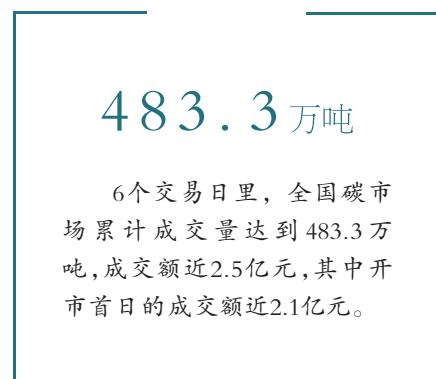 483.3万吨
6个交易日里，全国碳市
场累计成交量达到483.3万
吨,成交额近2.5亿元,其中开
市首日的成交额近2.1亿元。